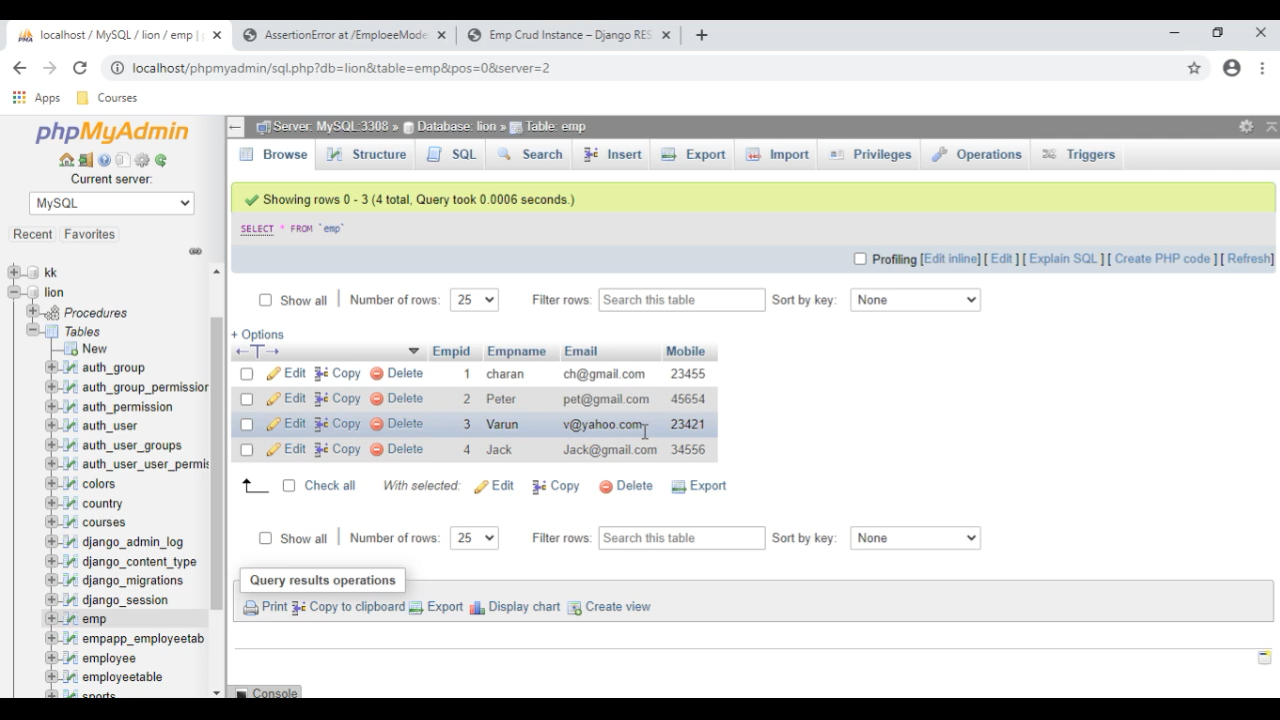 localhost / MySQL / lion / emp |
AssertionError at /EmploeeMode
Emp Crud Instance – Django RES
localhost/phpmyadmin/sql.php?db=lion&table=emp&pos=0&server=2
Apps
Courses
phpMyAdmin
Current server:
MySQL
Recent Favorites
kk
lion
Procedures
Tables
New
auth_group
auth_group_permission
auth_permission
auth_user
auth_user_groups
auth_user_user_permis
colors
country
courses
django_admin_log
django_content_type
django_migrations
django_session
emp
empapp_employeetab
employee
employeetable
sports
Server: MySQL:3308 » Database: lion » Table: emp
Browse Structure SQL Search Insert Export Import Privileges Operations Triggers
Showing rows 0 - 3 (4 total, Query took 0.0006 seconds.)
SELECT * FROM `emp`
Profiling [Edit inline] [ Edit ] [ Explain SQL ] [ Create PHP code ] [ Refresh]
Show all Number of rows: 25 Filter rows: Search this table Sort by key: None
+ Options
←T→ Empid Empname Email Mobile
Edit Copy Delete 1 charan ch@gmail.com 23455
Edit Copy Delete 2 Peter pet@gmail.com 45654
Edit Copy Delete 3 Varun v@yahoo.com 23421
Edit Copy Delete 4 Jack Jack@gmail.com 34556
Check all With selected: Edit Copy Delete Export
Show all Number of rows: 25 Filter rows: Search this table Sort by key: None
Query results operations
Print Copy to clipboard Export Display chart Create view
Console